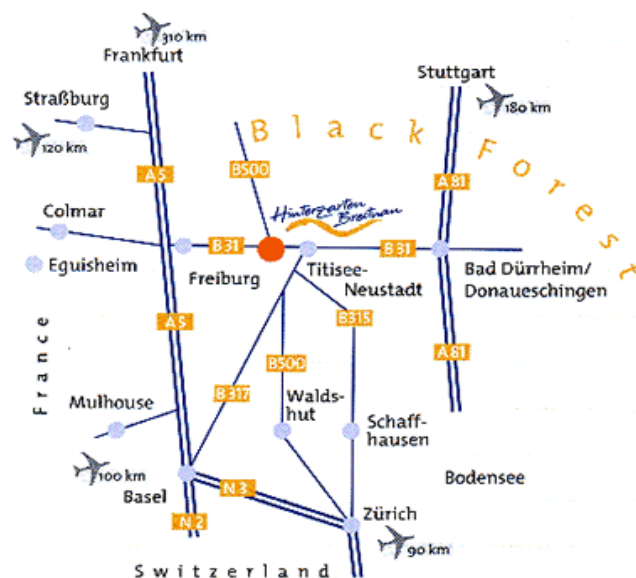 310 km
Frankfurt
Stuttgart
180 km
Straßburg
120 km
Black Forest
B500
A5
A81
Hinterzarten
Breitnau
Colmar
B31
B31
Eguisheim
Freiburg
Titisee-
Neustadt
Bad Dürrheim/
Donaueschingen
A5
B315
A81
France
B500
B317
Mulhouse
Walds-
hut
Schaff-
hausen
100 km
Basel
N3
Bodensee
N2
Zürich
90 km
Switzerland